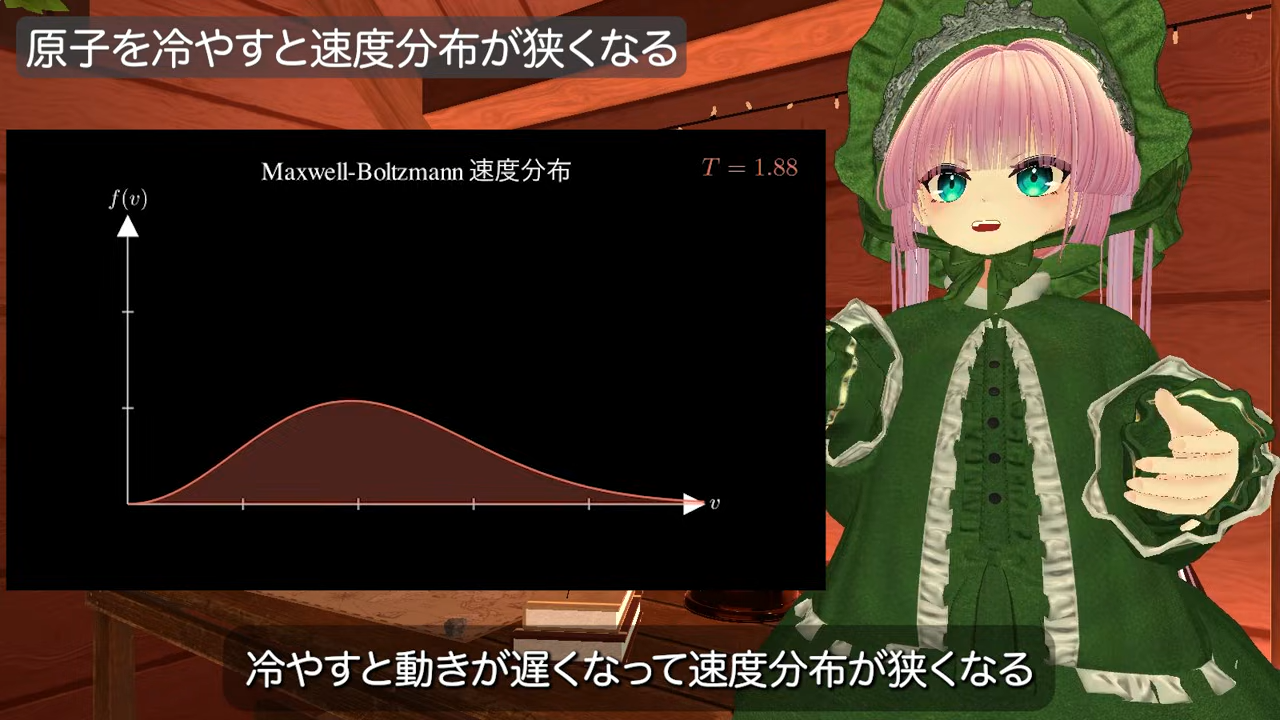 原子を冷やすと速度分布が狭くなる
Maxwell-Boltzmann 速度分布
T = 1.88
f(v)
v
冷やすと動きが遅くなって速度分布が狭くなる